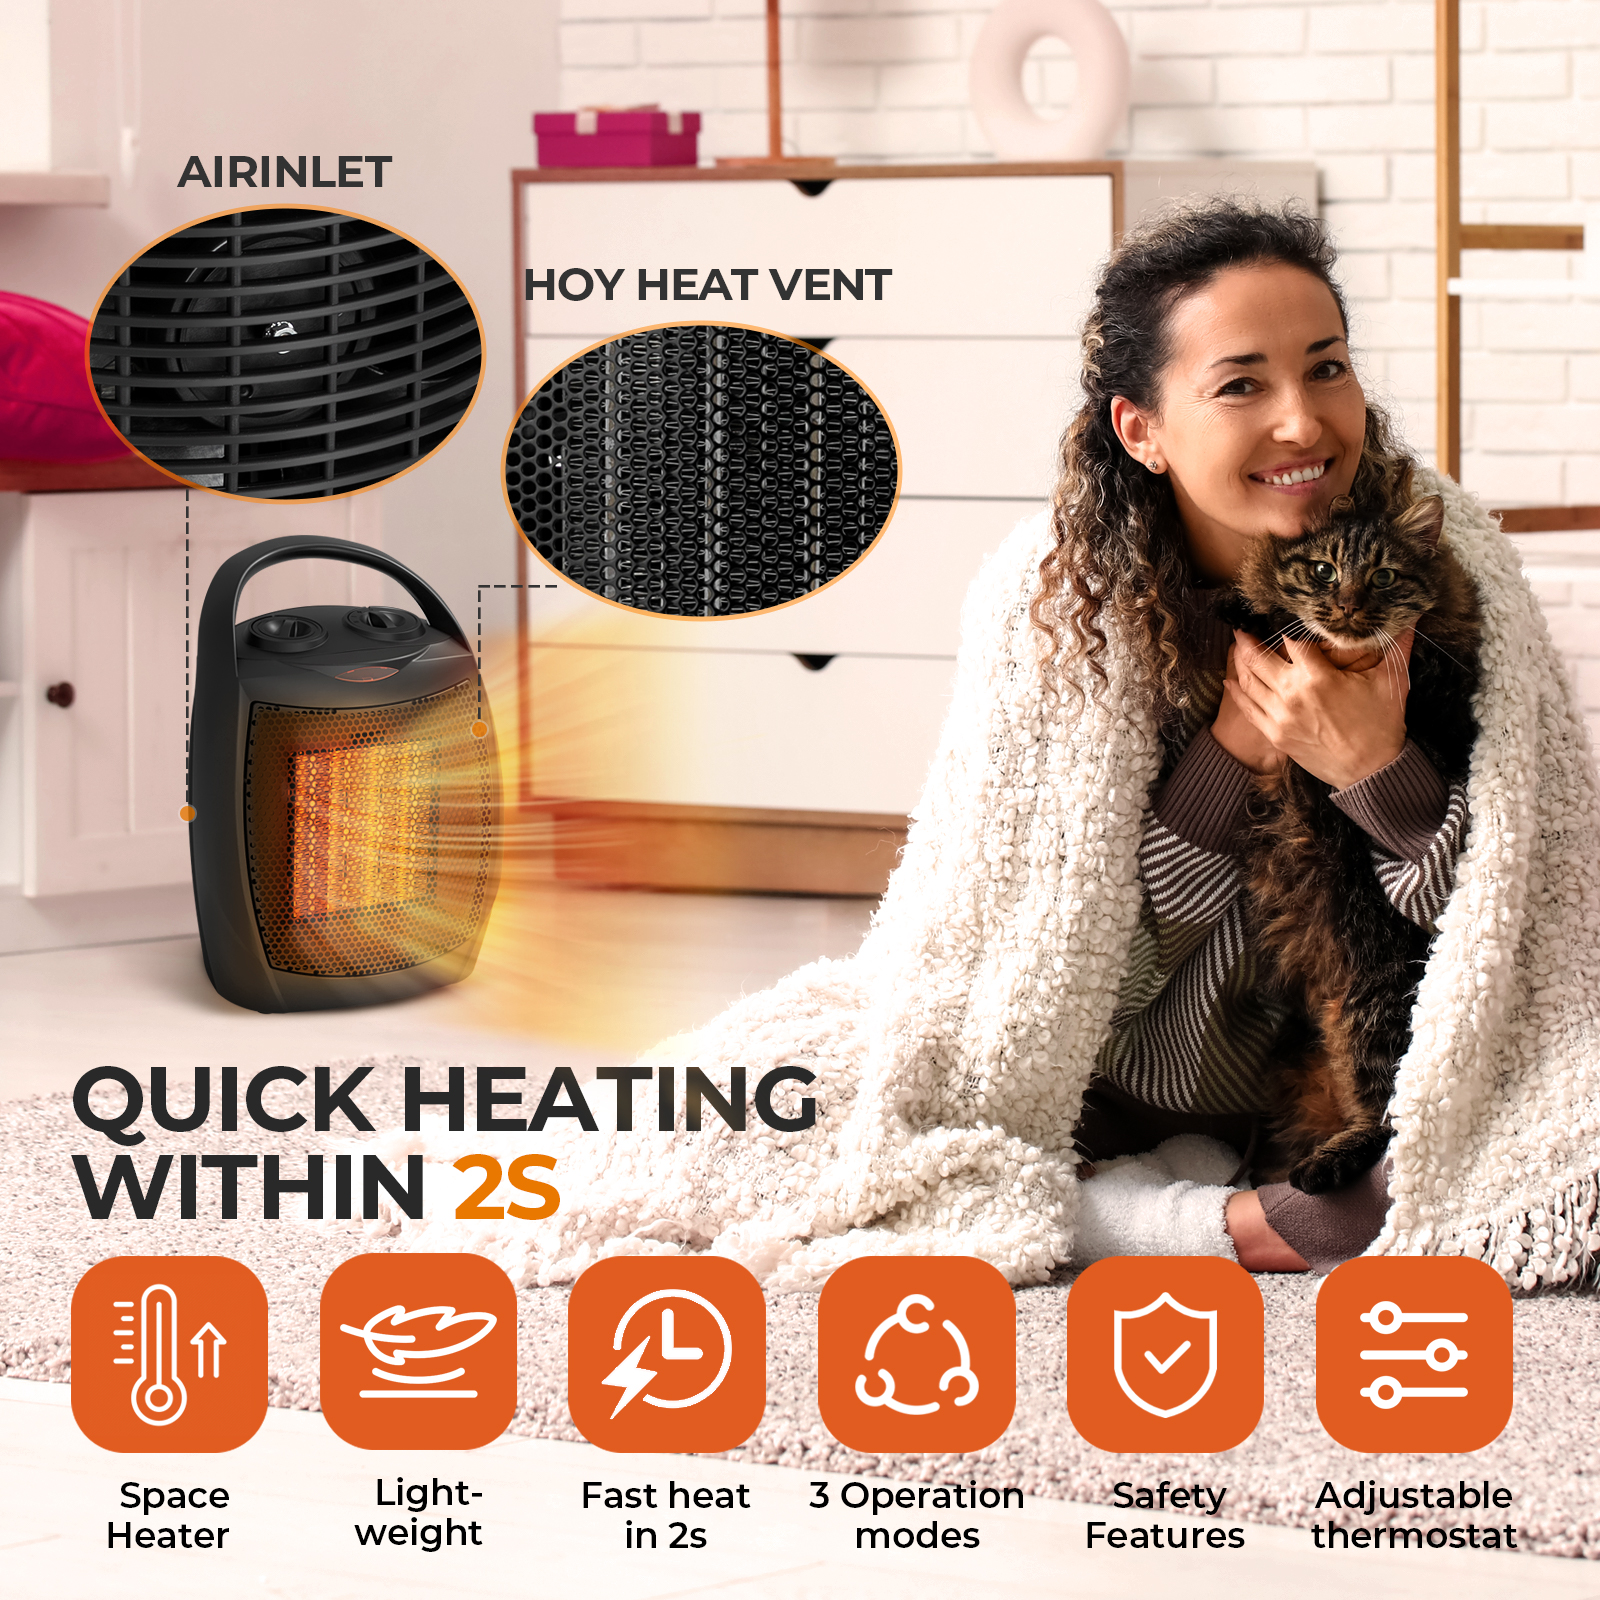 AIRINLET
HOY HEAT VENT
QUICK HEATING
WITHIN 2S
Space
Heater
Light-
weight
Fast heat
in 2s
3 Operation
modes
Safety
Features
Adjustable
thermostat